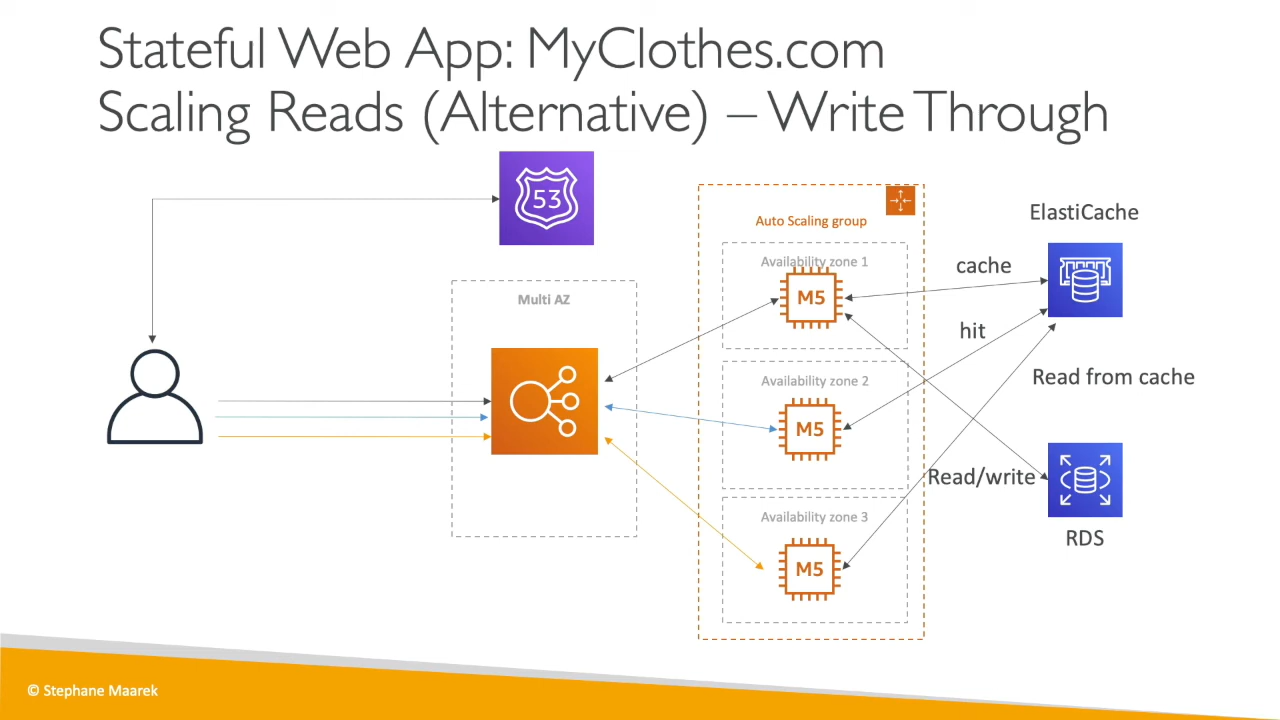 Stateful Web App: MyClothes.com
Scaling Reads (Alternative) – Write Through
53
ElastiCache
Auto Scaling group
Availability zone 1
cache
Multi AZ
M5
hit
Availability zone 2
Read from cache
M5
Read/write
Availability zone 3
RDS
M5
© Stephane Maarek